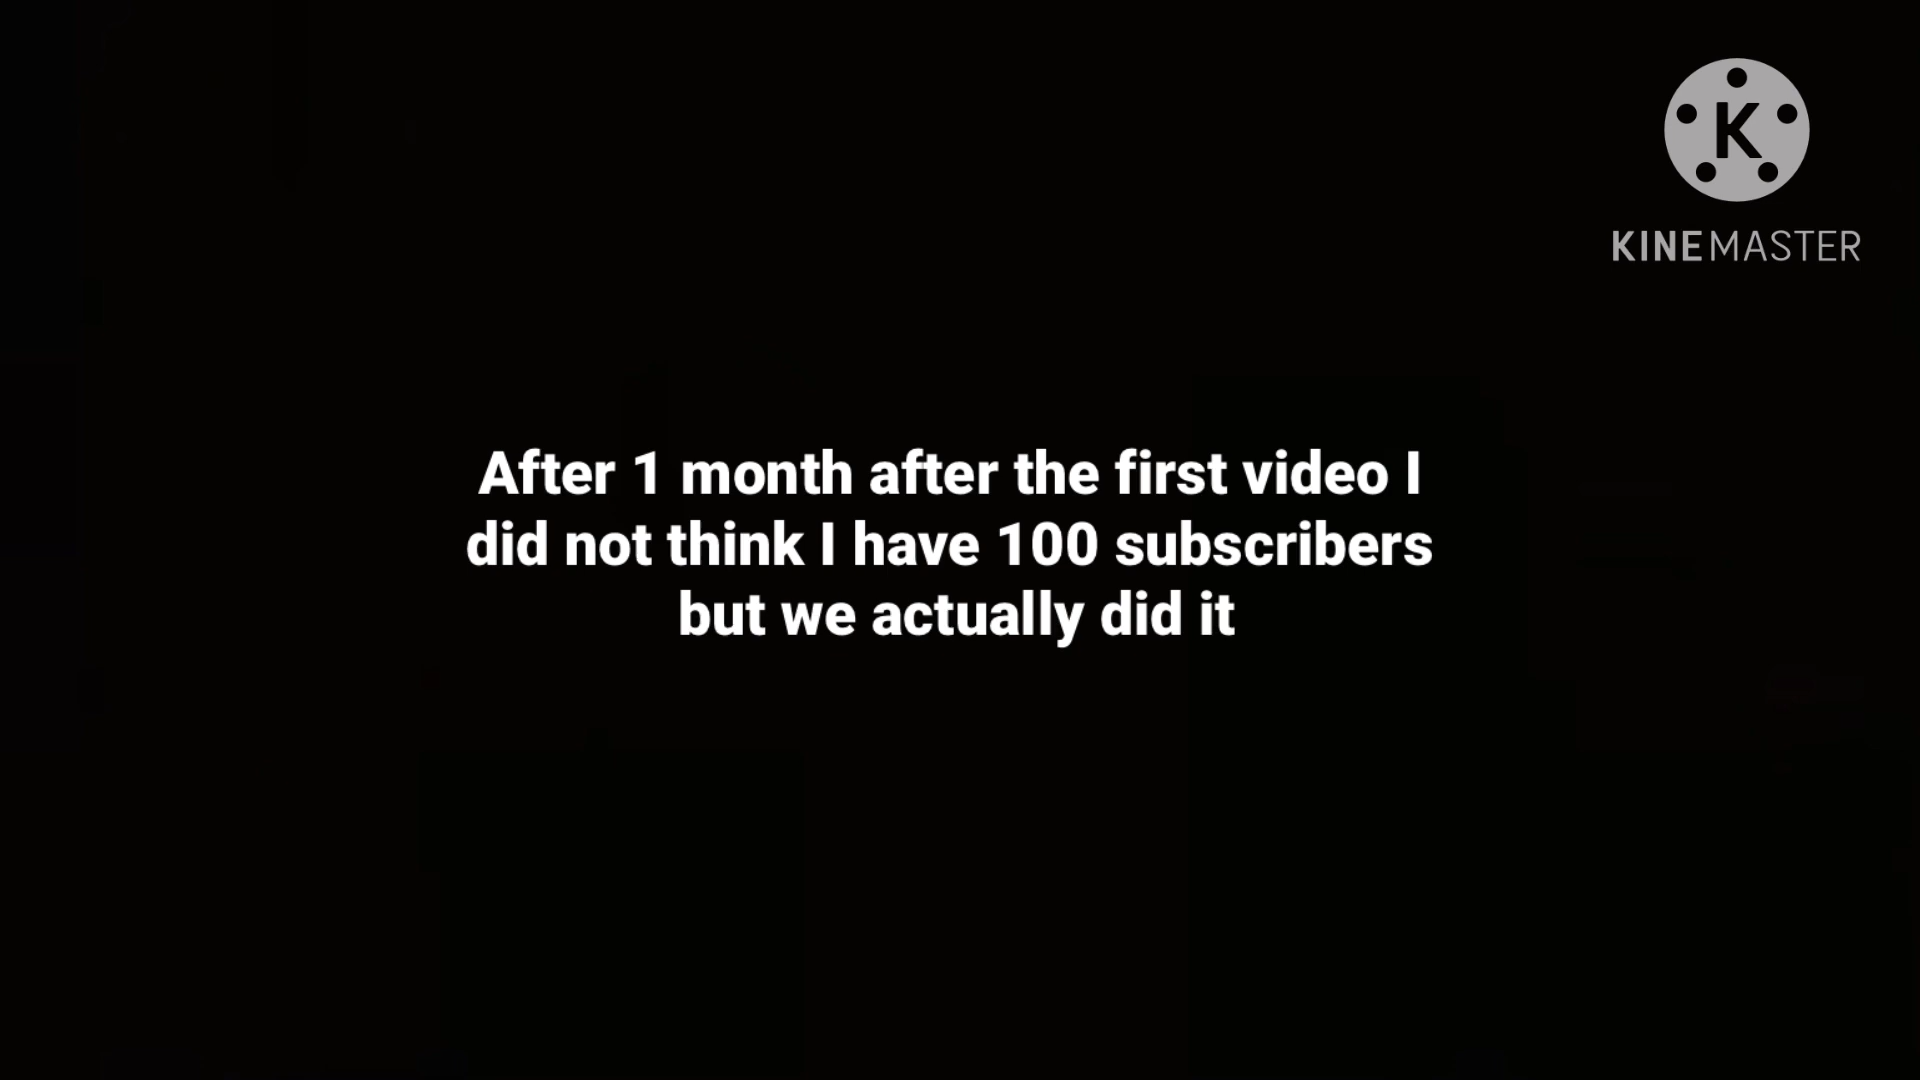 K
KINEMASTER
After 1 month after the first video I
did not think I have 100 subscribers
but we actually did it